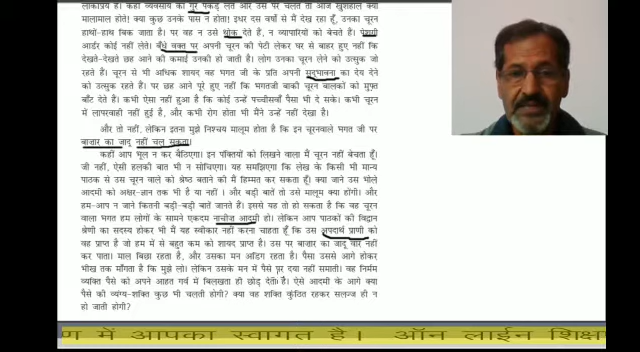 लोकप्रिय है। कहीं व्यवसाय का गुर पकड़ लेते और उसे पथ पर चलते तो आज खुशहाल क्या
मालामाल होते। क्या कुछ उनके पास न होता! इधर दस वर्षों से मैं देख रहा हूँ, उनका चूरन
हाथों-हाथ बिक जाता है। पर वह न उसे थोक देते हैं, न व्यापारियों को बेचते हैं। पेशगी
आर्डर कोई नहीं लेते। बँधे वक्त पर अपनी चूरन की पेटी लेकर घर से बाहर हुए नहीं कि
देखते-देखते छह आने की कमाई उनकी हो जाती है। लोग उनका चूरन लेने को उत्सुक जो
रहते हैं। चूरन से भी अधिक शायद वह भगत जी के प्रति अपनी सद्भावना का देय देने
को उत्सुक रहते हैं। पर छह आने पूरे हुए नहीं कि भगतजी बाकी चूरन बालकों को मुफ़्त
बाँट देते हैं। कभी ऐसा नहीं हुआ है कि कोई उन्हें पच्चीसवाँ पैसा भी दे सके। कभी चूरन
में लापरवाही नहीं हुई है, और कभी रोग होता भी मैंने उन्हें नहीं देखा है।
और तो नहीं, लेकिन इतना मुझे निश्चय मालूम होता है कि इन चूरनवाले भगत जी पर
बाज़ार का जादू नहीं चल सकता।
कहीं आप भूल न कर बैठिएगा। इन पंक्तियों को लिखने वाला मैं चूरन नहीं बेचता हूँ।
जी नहीं, ऐसी हलकी बात भी न सोचिएगा। यह समझिएगा कि लेख के किसी भी मान्य
पाठक से उस चूरन वाले को श्रेष्ठ बताने की मैं हिम्मत कर सकता हूँ। क्या जाने उस भोले
आदमी को अक्षर-ज्ञान तक भी है या नहीं। और बड़ी बातें तो उसे मालूम क्या होंगी। और
हम-आप न जाने कितनी बड़ी-बड़ी बातें जानते हैं। इससे यह तो हो सकता है कि वह चूरन
वाला भगत हम लोगों के सामने एकदम नाचीज़ आदमी हो। लेकिन आप पाठकों की विद्वान
श्रेणी का सदस्य होकर भी मैं यह स्वीकार नहीं करना चाहता हूँ कि उस अपदार्थ प्राणी को
वह प्राप्त है जो हम में से बहुत कम को शायद प्राप्त है। उस पर बाज़ार का जादू वार नहीं
कर पाता। माल बिछा रहता है, और उसका मन अडिग रहता है। पैसा उससे आगे होकर
भीख तक माँगता है कि मुझे लो। लेकिन उसके मन में पैसे पर दया नहीं समाती। वह निर्मम
व्यक्ति पैसे को अपने आहत गर्व में बिलखता ही छोड़ देता है। ऐसे आदमी के आगे क्या
पैसे की व्यंग्य-शक्ति कुछ भी चलती होगी? क्या वह शक्ति कुंठित रहकर सलज्ज ही न
हो जाती होगी?
ण में आपका स्वागत है। ऑन लाईन शिक्ष